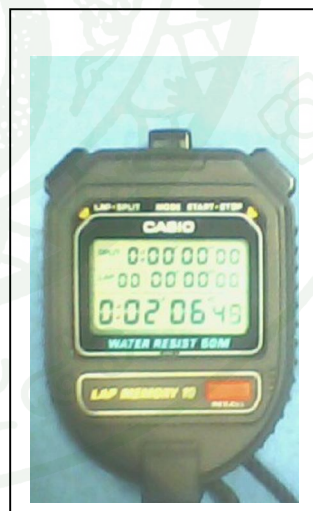 LAP-SPLIT MODE START-STOP
CASIO
SPLIT 0:00'00"00
LAP 00 00'00"00
0:02'06"49
WATER RESIST 50M
LAP MEMORY 10
RECALL